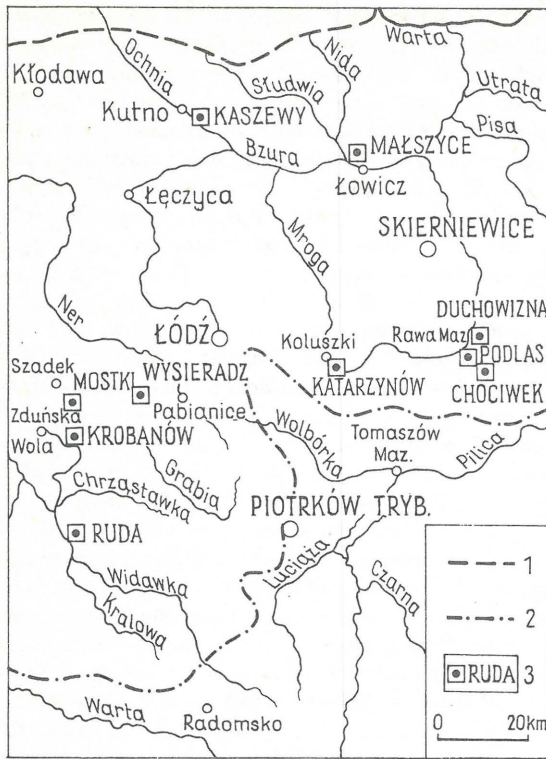 Warta
Ochnia
Nida
Kłodawa
Słudwia
Utrata
Kutno
KASZEWY
Pisa
Bzura
MAŁSZYCE
Łowicz
Łęczyca
SKIERNIEWICE
Mroga
Ner
DUCHOWIZNA
ŁÓDŹ
Rawa Maz.
Koluszki
PODLAS
Szadek
WYSIERADZ
KATARZYNÓW
CHOCIWEK
MOSTKI
Pabianice
Zduńska
Wola
KROBANÓW
Wolbórka
Tomaszów
Maz.
Pilica
Grabia
Chrząstawka
PIOTRKÓW TRYB.
RUDA
Luciąża
Czarna
Widawka
Kralowa
Warta
Radomsko
1
2
RUDA 3
0 20km